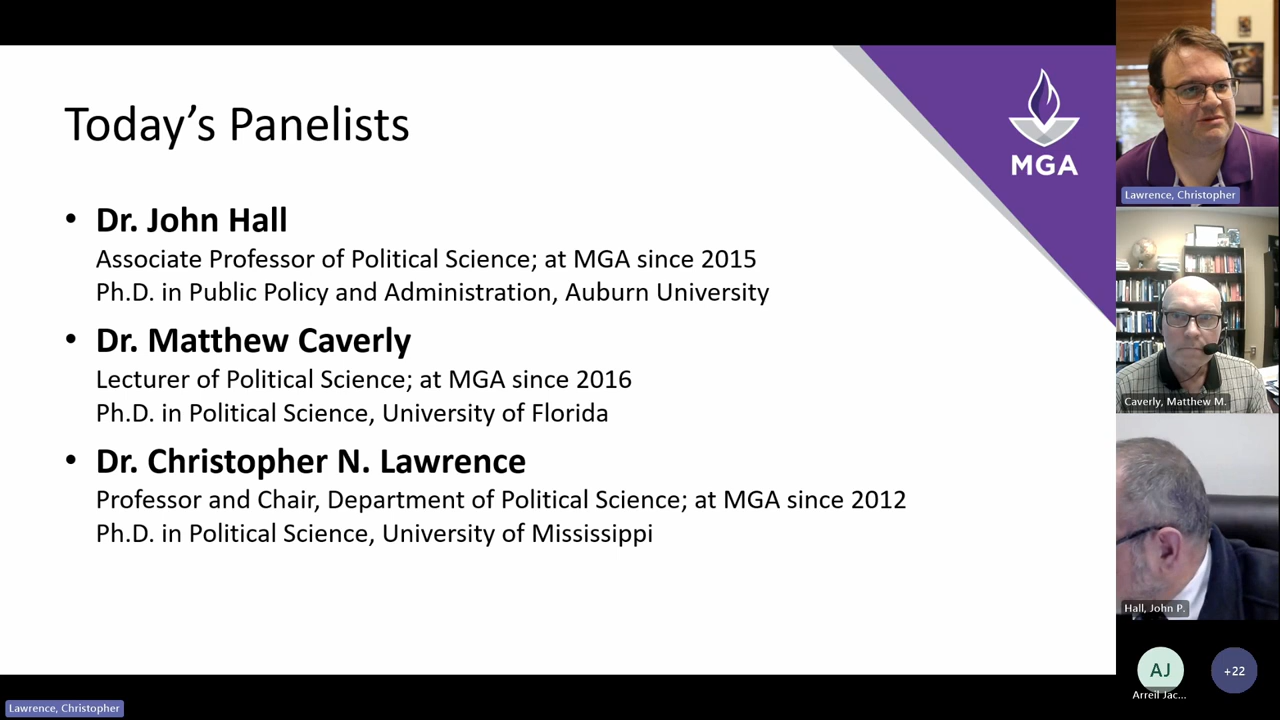 Today's Panelists
MGA
• Dr. John Hall
Associate Professor of Political Science; at MGA since 2015
Ph.D. in Public Policy and Administration, Auburn University
• Dr. Matthew Caverly
Lecturer of Political Science; at MGA since 2016
Ph.D. in Political Science, University of Florida
• Dr. Christopher N. Lawrence
Professor and Chair, Department of Political Science; at MGA since 2012
Ph.D. in Political Science, University of Mississippi
Lawrence, Christopher
Caverly, Matthew M.
Hall, John P.
AJ
+22
Arreil Jac...
Lawrence, Christopher